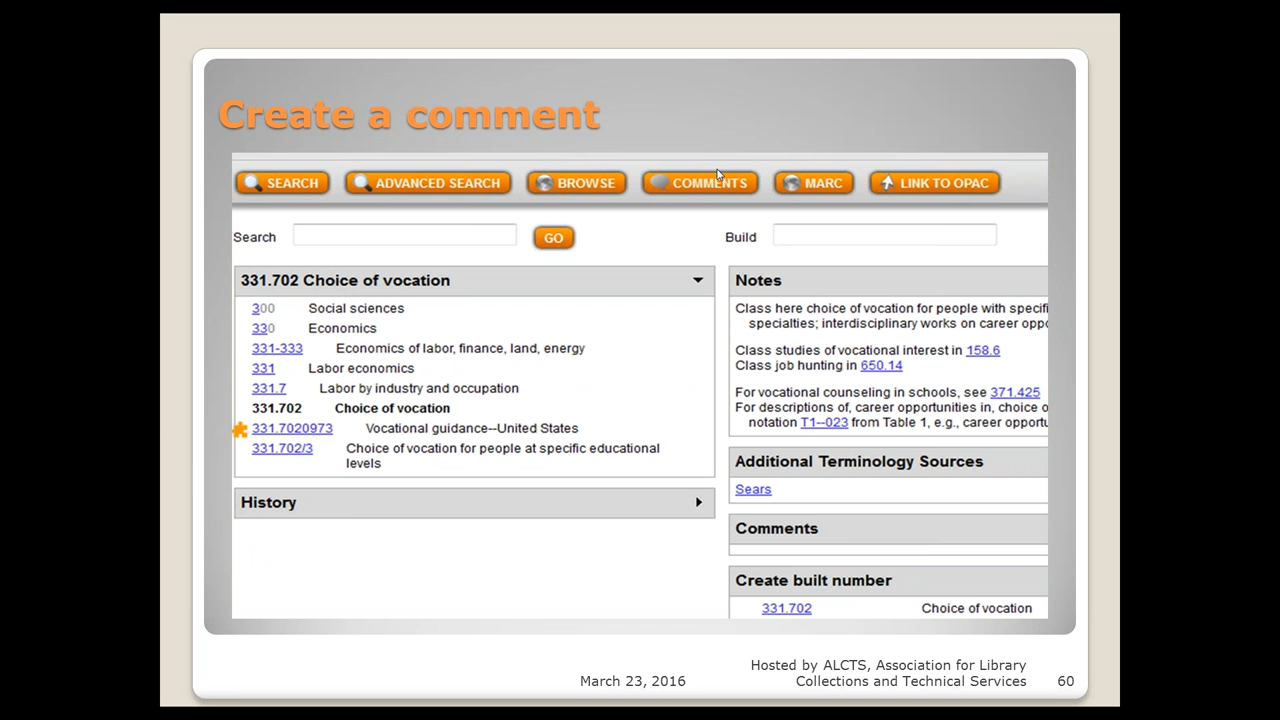 Create a comment
SEARCH ADVANCED SEARCH BROWSE COMMENTS MARC LINK TO OPAC
Search GO Build
331.702 Choice of vocation
300 Social sciences
330 Economics
331-333 Economics of labor, finance, land, energy
331 Labor economics
331.7 Labor by industry and occupation
331.702 Choice of vocation
331.7020973 Vocational guidance--United States
331.702/3 Choice of vocation for people at specific educational
levels
History
Notes
Class here choice of vocation for people with specifi
specialties; interdisciplinary works on career oppo
Class studies of vocational interest in 158.6
Class job hunting in 650.14
For vocational counseling in schools, see 371.425
For descriptions of, career opportunities in, choice o
notation T1--023 from Table 1, e.g., career opportu
Additional Terminology Sources
Sears
Comments
Create built number
331.702 Choice of vocation
March 23, 2016
Hosted by ALCTS, Association for Library
Collections and Technical Services
60